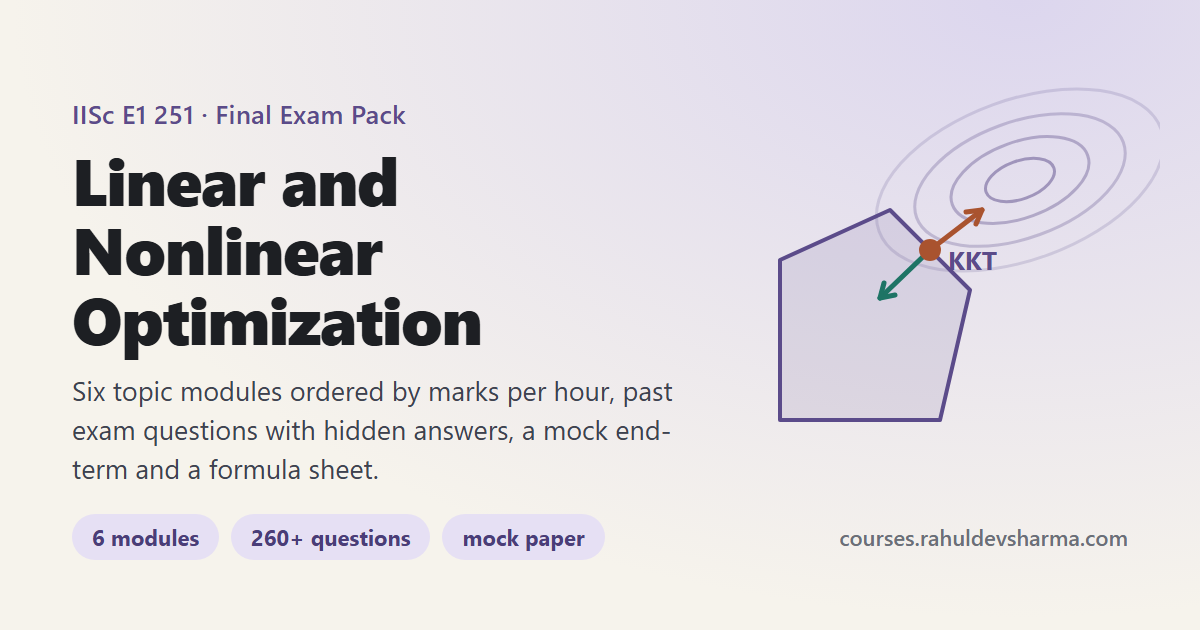 IISc E1 251 · Final Exam Pack
Linear and
Nonlinear
Optimization
Six topic modules ordered by marks per hour, past
exam questions with hidden answers, a mock end-
term and a formula sheet.
6 modules
260+ questions
mock paper
KKT
courses.rahuldevsharma.com